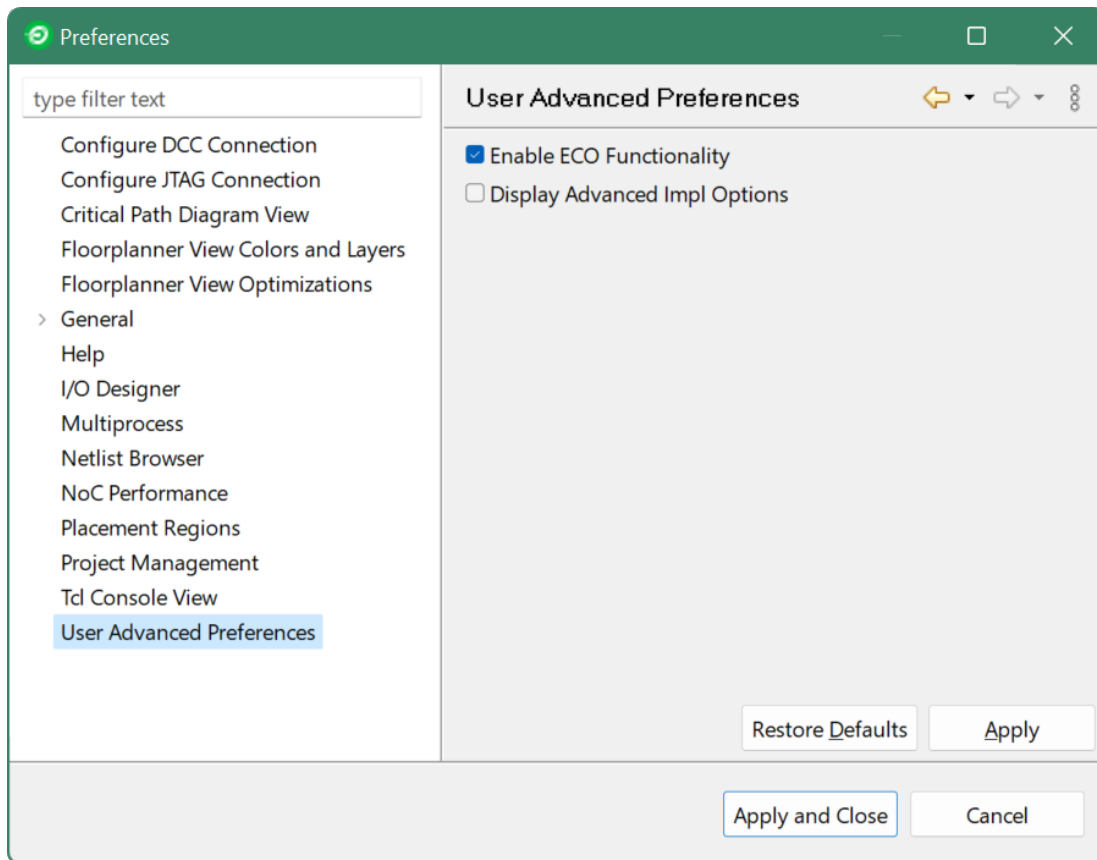 Preferences
type filter text
Configure DCC Connection
Configure JTAG Connection
Critical Path Diagram View
Floorplanner View Colors and Layers
Floorplanner View Optimizations
General
Help
I/O Designer
Multiprocess
Netlist Browser
NoC Performance
Placement Regions
Project Management
Tcl Console View
User Advanced Preferences
User Advanced Preferences
Enable ECO Functionality
Display Advanced Impl Options
Restore Defaults
Apply
Apply and Close
Cancel